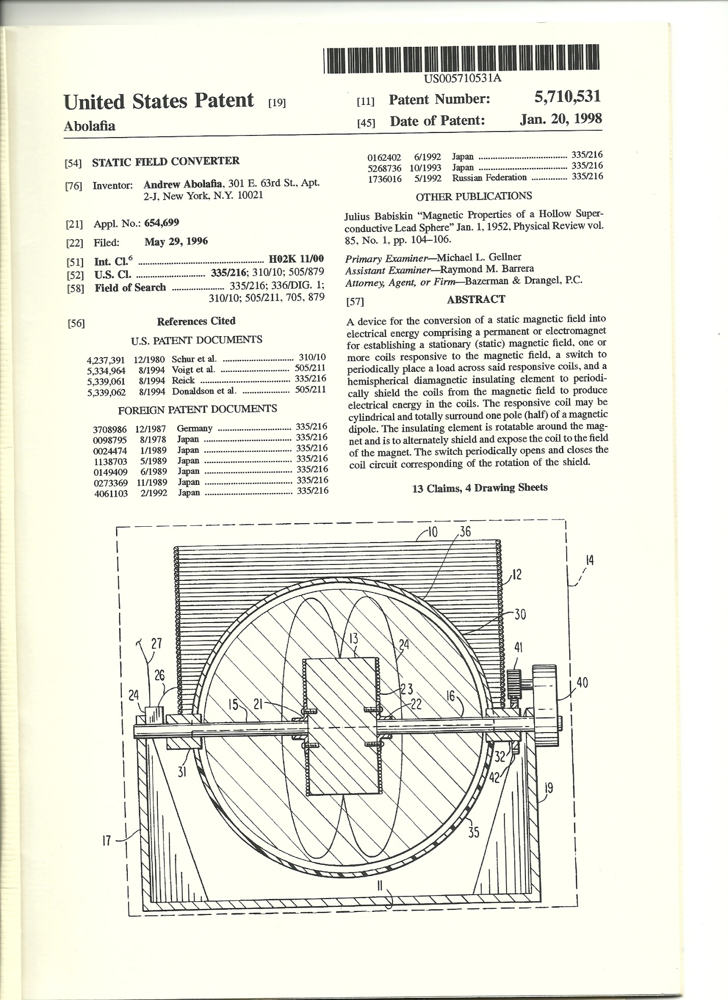 US005710531A
United States Patent [19]
Abolafia
[11] Patent Number: 5,710,531
[45] Date of Patent: Jan. 20, 1998
[54] STATIC FIELD CONVERTER
[76] Inventor: Andrew Abolafia, 301 E. 63rd St., Apt.
2-J, New York, N.Y. 10021
[21] Appl. No.: 654,699
[22] Filed: May 29, 1996
[51] Int. Cl.6 ........................................ H02K 11/00
[52] U.S. Cl. ...................... 335/216; 310/10; 505/879
[58] Field of Search ..................... 335/216; 336/DIG. 1;
310/10; 505/211, 705, 879
[56] References Cited
U.S. PATENT DOCUMENTS
4,237,391 12/1980 Schur et al. ............................. 310/10
5,334,964 8/1994 Voigt et al. ........................... 505/211
5,339,061 8/1994 Reick ..................................... 335/216
5,339,062 8/1994 Donaldson et al. ................... 505/211
FOREIGN PATENT DOCUMENTS
3708986 12/1987 Germany .............................. 335/216
0098795 8/1978 Japan ................................... 335/216
0024474 1/1989 Japan ................................... 335/216
1138703 5/1989 Japan ................................... 335/216
0149409 6/1989 Japan ................................... 335/216
0273369 11/1989 Japan ................................... 335/216
4061103 2/1992 Japan ................................... 335/216
0162402 6/1992 Japan ................................... 335/216
5268736 10/1993 Japan ................................... 335/216
1736016 5/1992 Russian Federation ............... 335/216
OTHER PUBLICATIONS
Julius Babiskin “Magnetic Properties of a Hollow Super-
conductive Lead Sphere” Jan. 1, 1952, Physical Review vol.
85, No. 1, pp. 104–106.
Primary Examiner—Michael L. Gellner
Assistant Examiner—Raymond M. Barrera
Attorney, Agent, or Firm—Bazerman & Drangel, P.C.
[57] ABSTRACT
A device for the conversion of a static magnetic field into
electrical energy comprising a permanent or electromagnet
for establishing a stationary (static) magnetic field, one or
more coils responsive to the magnetic field, a switch to
periodically place a load across said responsive coils, and a
hemispherical diamagnetic insulating element to periodi-
cally shield the coils from the magnetic field to produce
electrical energy in the coils. The responsive coil may be
cylindrical and totally surround one pole (half) of a magnetic
dipole. The insulating element is rotatable around the mag-
net and is to alternately shield and expose the coil to the field
of the magnet. The switch periodically opens and closes the
coil circuit corresponding of the rotation of the shield.
13 Claims, 4 Drawing Sheets
10 36
14
12
30
27 13 24 41
26
40
24 15 21 23 22 16
31 32
42
19
35
17
11